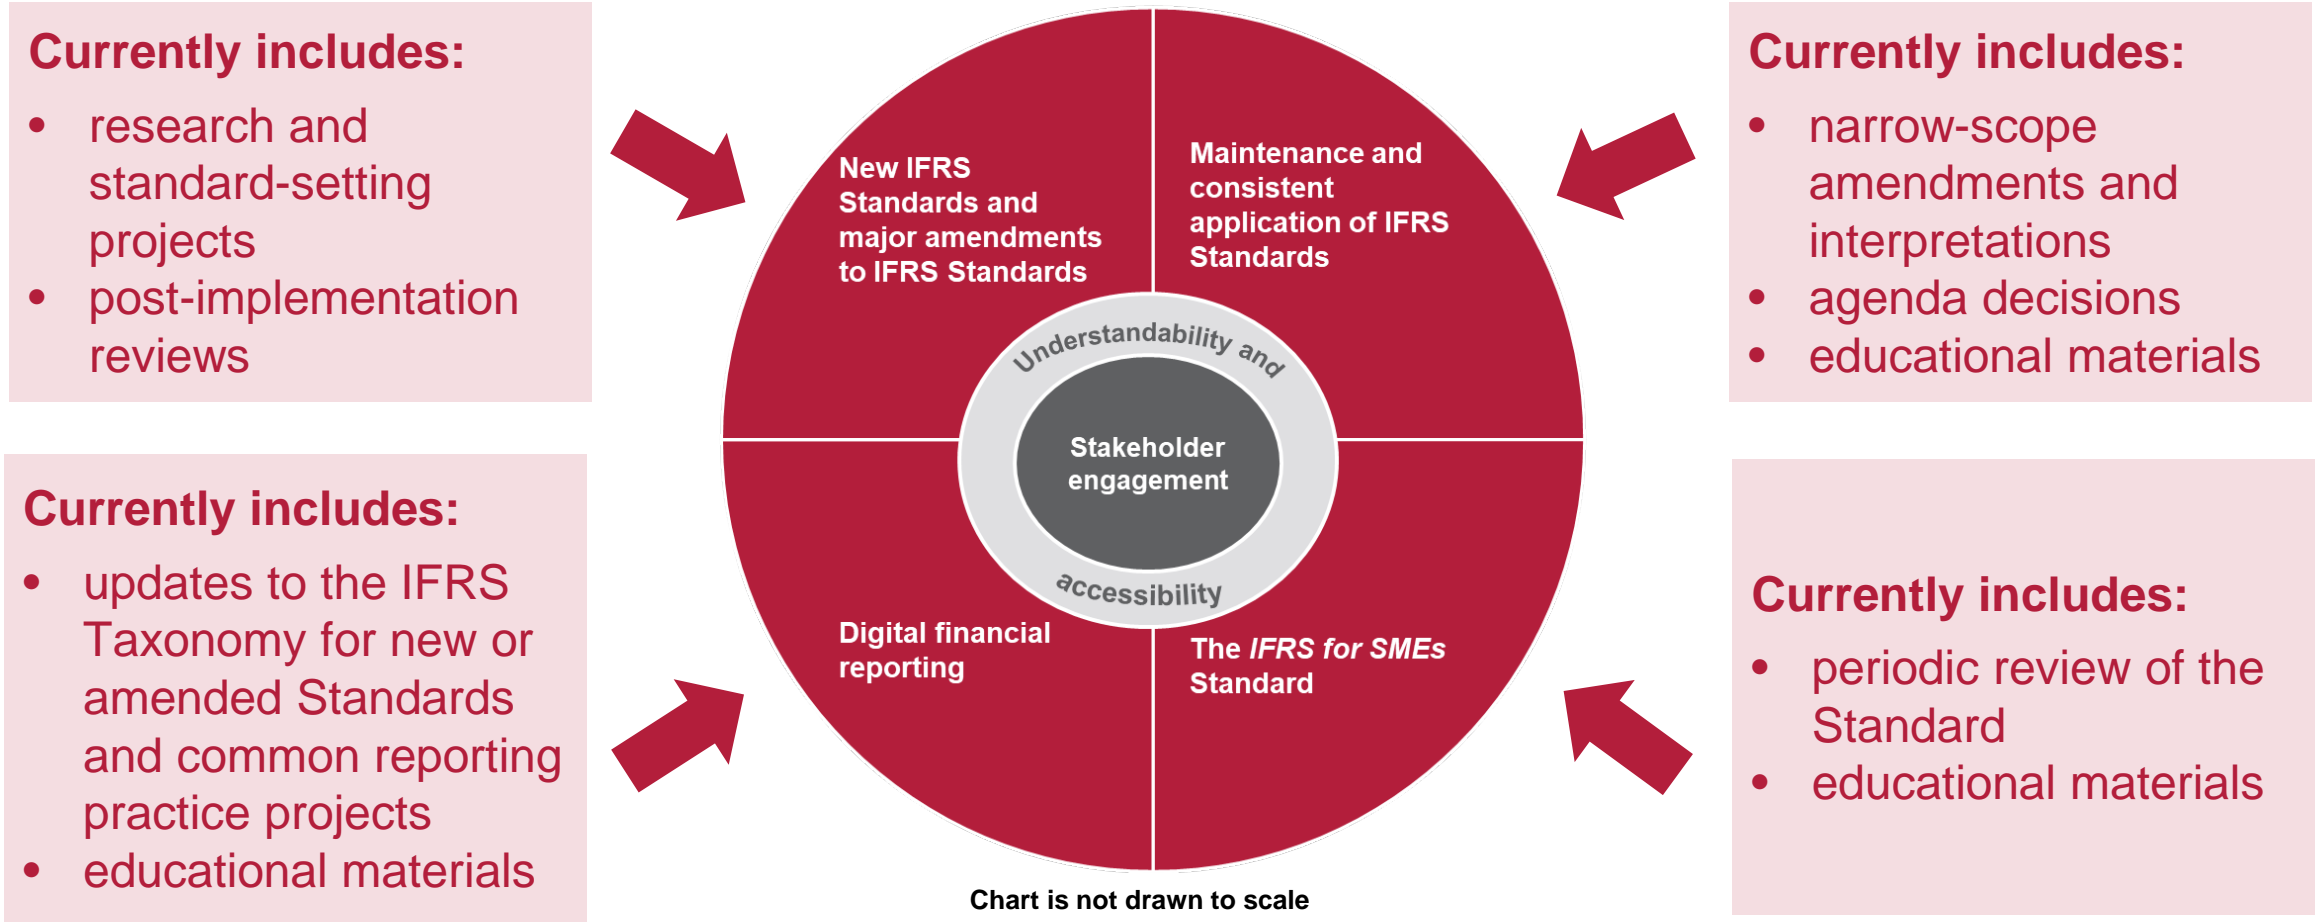 Currently includes:
• research and
standard-setting
projects
• post-implementation
reviews
New IFRS
Standards and
major amendments
to IFRS Standards
Maintenance and
consistent
application of IFRS
Standards
Currently includes:
• narrow-scope
amendments and
interpretations
• agenda decisions
• educational materials
Understandability and
accessibility
Stakeholder
engagement
Currently includes:
• updates to the IFRS
Taxonomy for new or
amended Standards
and common reporting
practice projects
• educational materials
Digital financial
reporting
The IFRS for SMEs
Standard
Currently includes:
• periodic review of the
Standard
• educational materials
Chart is not drawn to scale